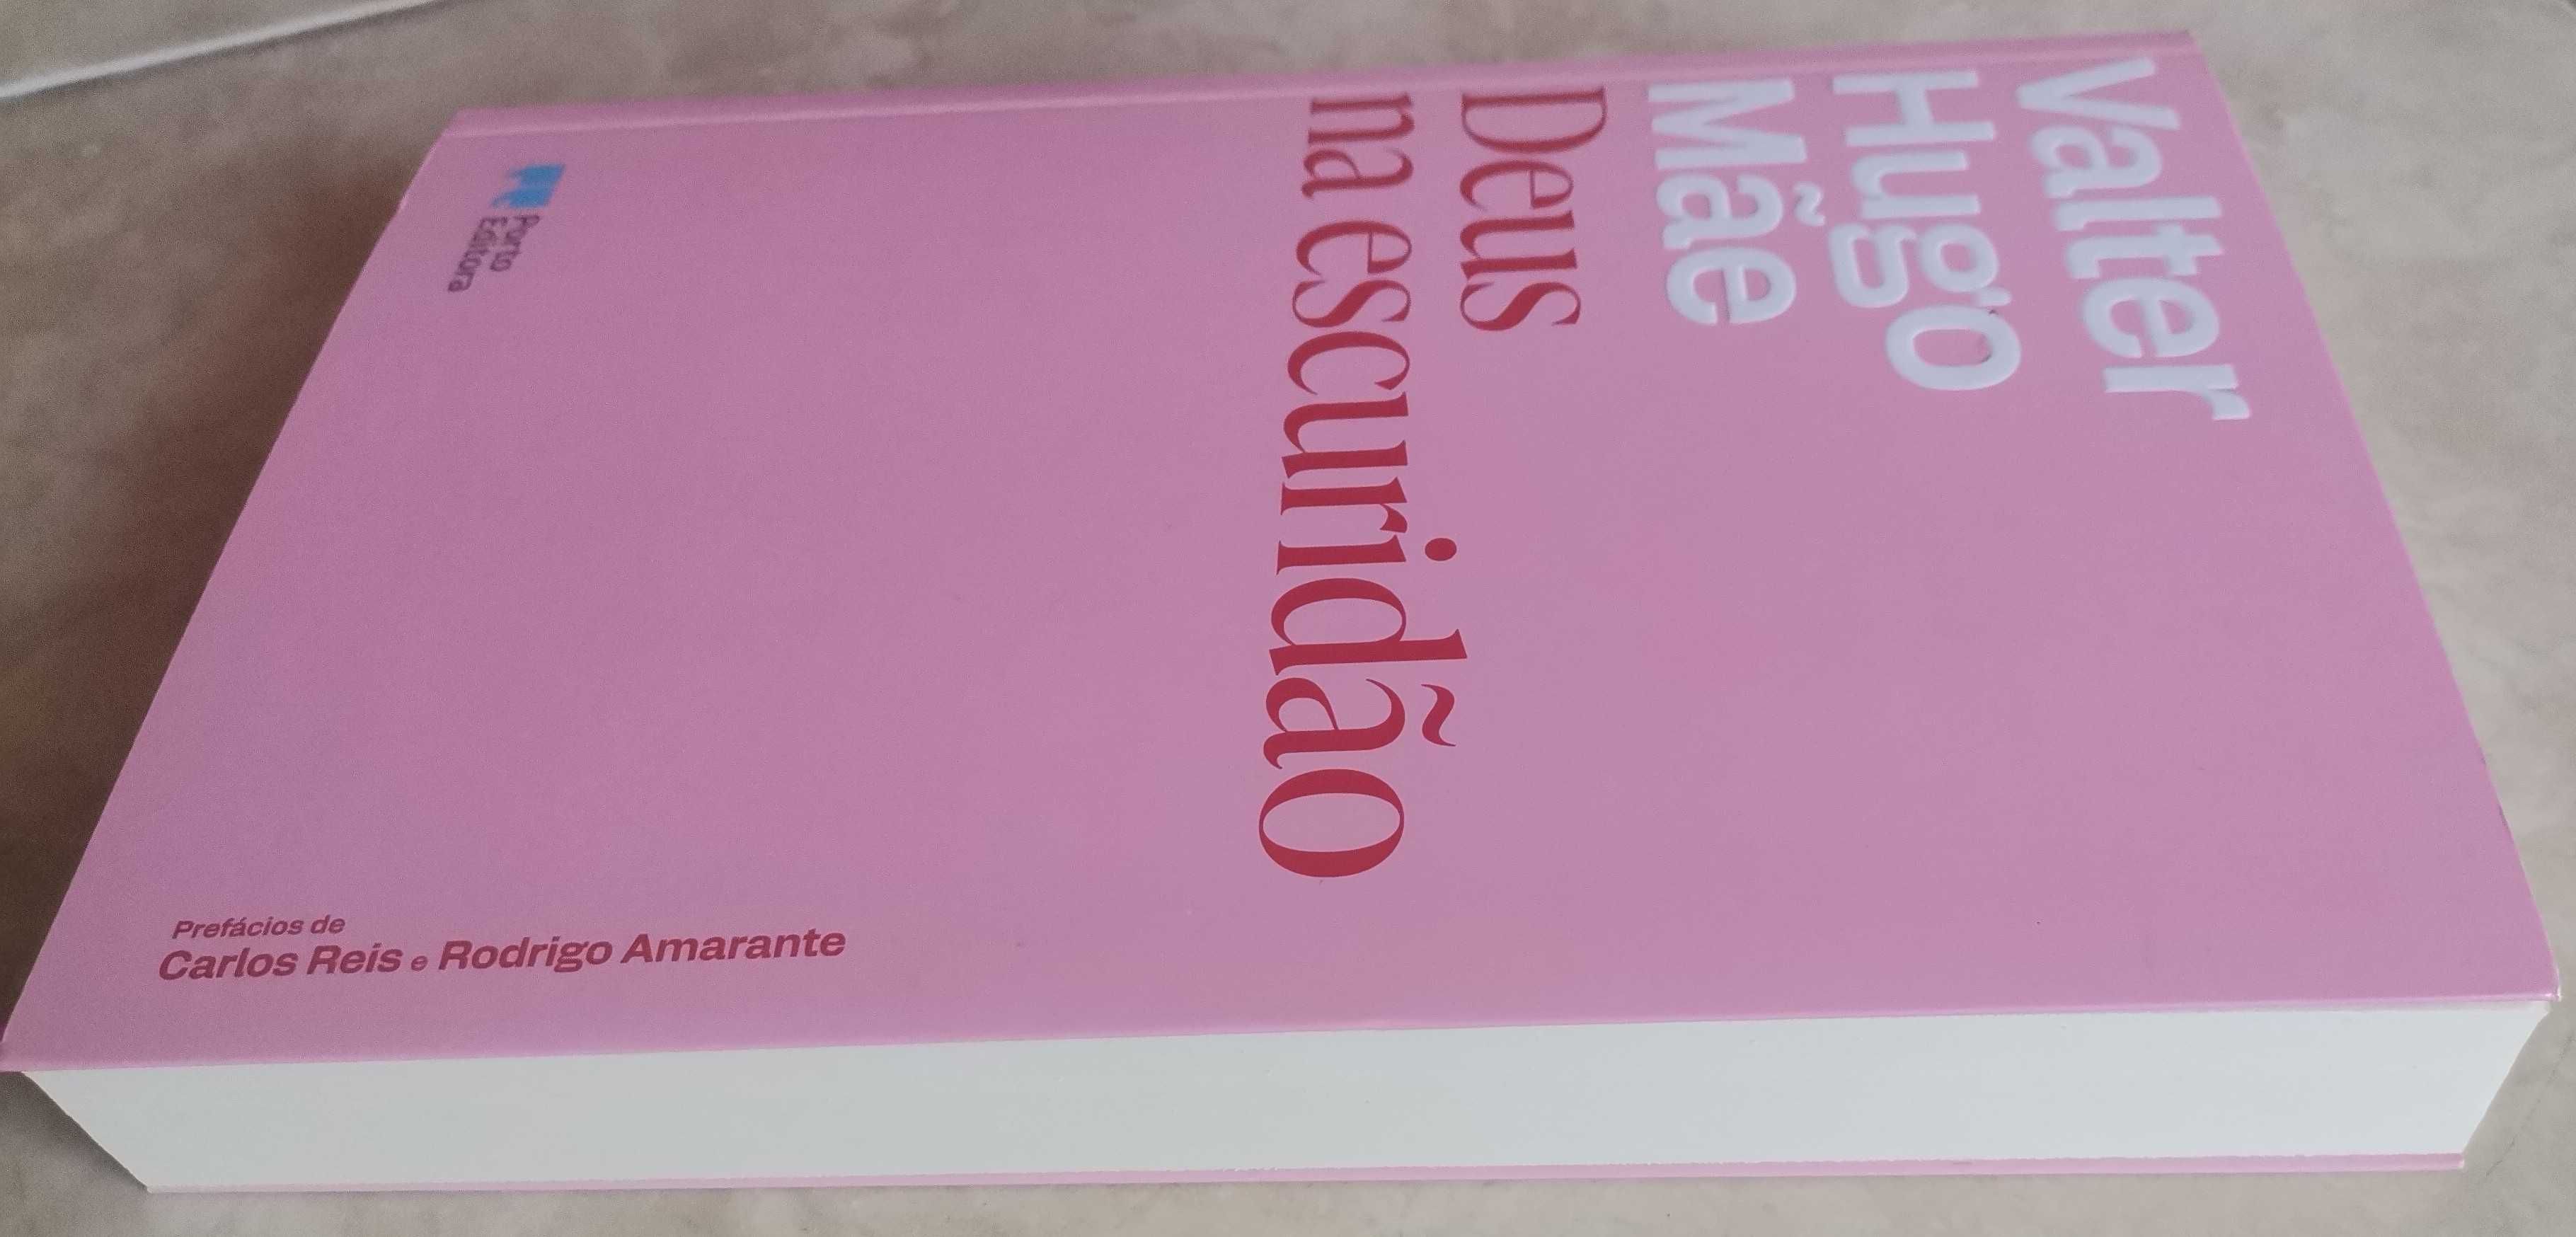 Valter
Hugo
Mãe
Deus
na escuridão
Porto
Editora
Prefácios de
Carlos Reis e Rodrigo Amarante